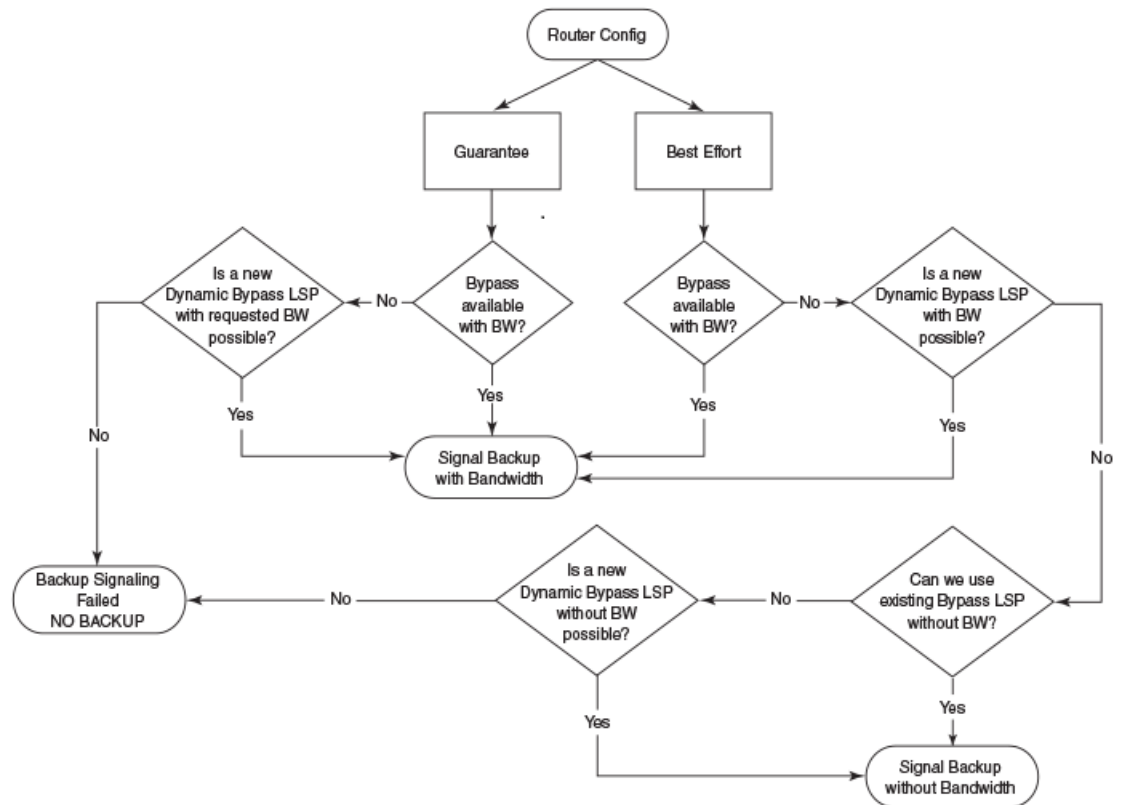 Router Config
Guarantee
Best Effort
Is a new
Dynamic Bypass LSP
with requested BW
possible?
No
Bypass
available
with BW?
Bypass
available
with BW?
No
Is a new
Dynamic Bypass LSP
with BW
possible?
Yes
Yes
Yes
Yes
No
No
Signal Backup
with Bandwidth
Backup Signaling
Failed
NO BACKUP
No
Is a new
Dynamic Bypass LSP
without BW
possible?
No
Can we use
existing Bypass LSP
without BW?
Yes
Yes
Signal Backup
without Bandwidth